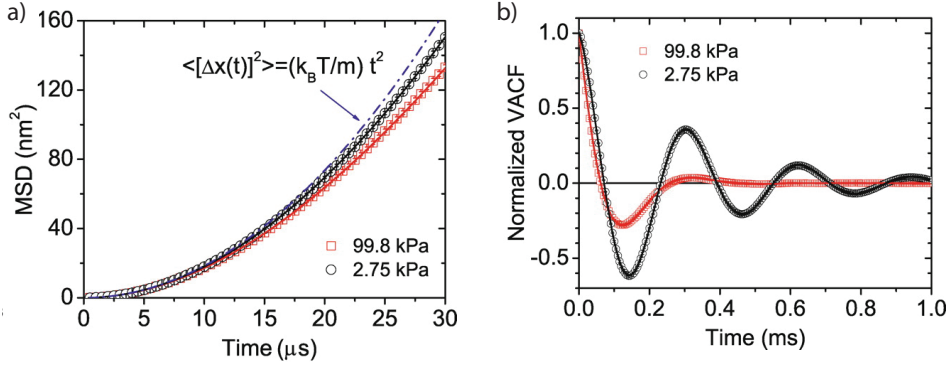 a)
MSD (nm²)
160
120
80
40
0
<[Δx(t)]²>=(k_BT/m) t²
99.8 kPa
2.75 kPa
0 5 10 15 20 25 30
Time (μs)
b)
Normalized VACF
1.0
0.5
0.0
-0.5
99.8 kPa
2.75 kPa
0.0 0.2 0.4 0.6 0.8 1.0
Time (ms)